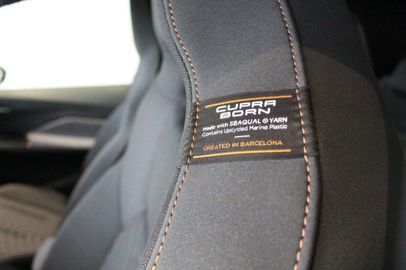 CUPRA
BORN
Made with SEAQUAL ® YARN
Contains Upcycled Marine Plastic
CREATED IN BARCELONA